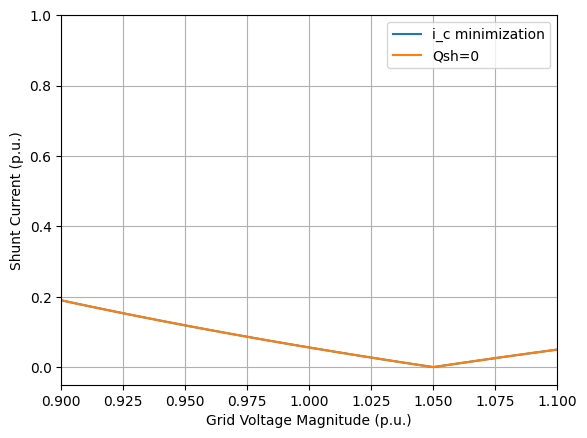 1.0
0.8
0.6
0.4
0.2
0.0
Shunt Current (p.u.)
i_c minimization
Qsh=0
0.900 0.925 0.950 0.975 1.000 1.025 1.050 1.075 1.100
Grid Voltage Magnitude (p.u.)